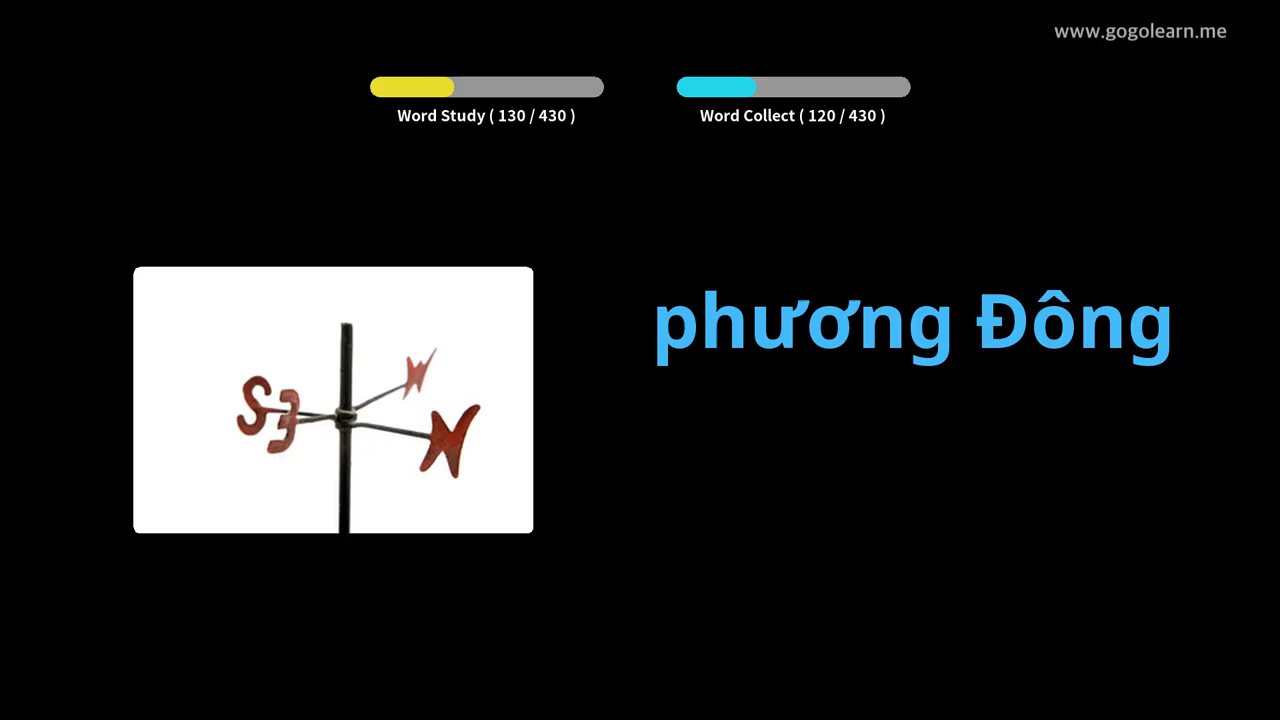 www.gogolearn.me
Word Study ( 130 / 430 )
Word Collect ( 120 / 430 )
phương Đông
S
E
N